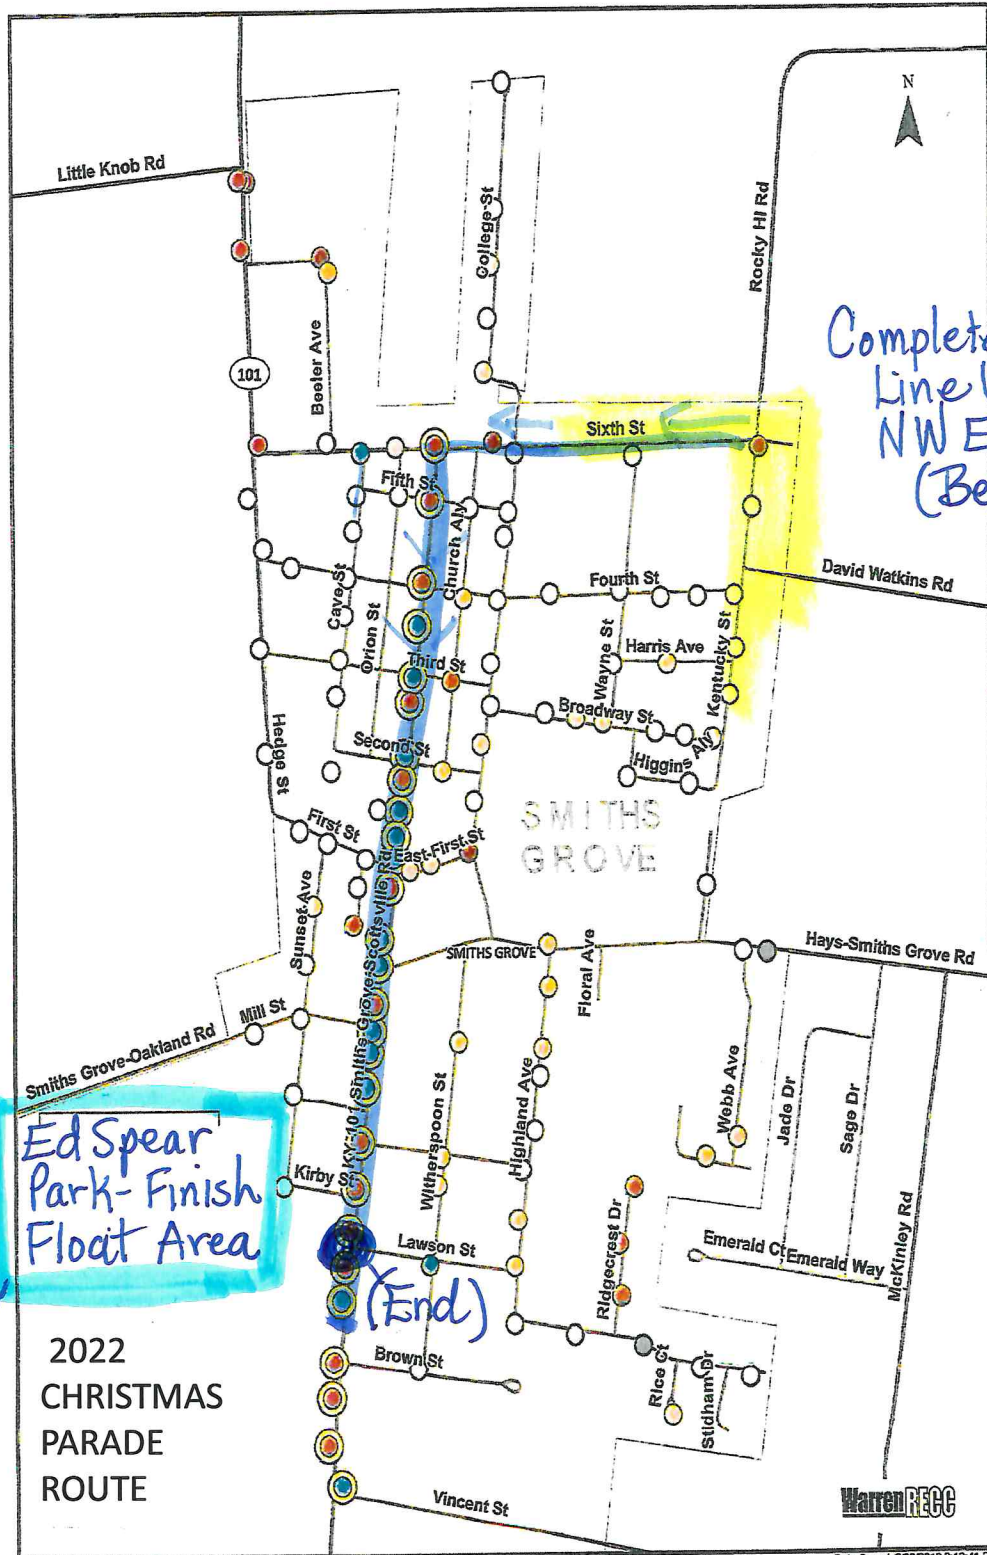 N
Little Knob Rd
College St
Rocky Hl Rd
Beeler Ave
101
Line
NW
Sixth St
Fifth St
Church Aly
David Watkins Rd
Fourth St
Cave St
Orion St
Wayne St
Harris Ave
Kentucky St
Third St
Broadway St
Hedge St
Second St
Higgins Aly
SMITHS
GROVE
First St
East-First St
Sunset Ave
KY-101/Smiths-Grove-Scottsville Rd
SMITHS GROVE
Floral Ave
Hays-Smiths Grove Rd
Mill St
Smiths Grove-Oakland Rd
Witherspoon St
Highland Ave
Webb Ave
Jade Dr
Sage Dr
McKinley Rd
Ed Spear
Park - Finish
Float Area
Kirby St
Lawson St
(End)
Ridgecrest Dr
Emerald Ct
Emerald Way
2022
CHRISTMAS
PARADE
ROUTE
Brown St
Rice Ct
Stidham Dr
Vincent St
Warren RECC